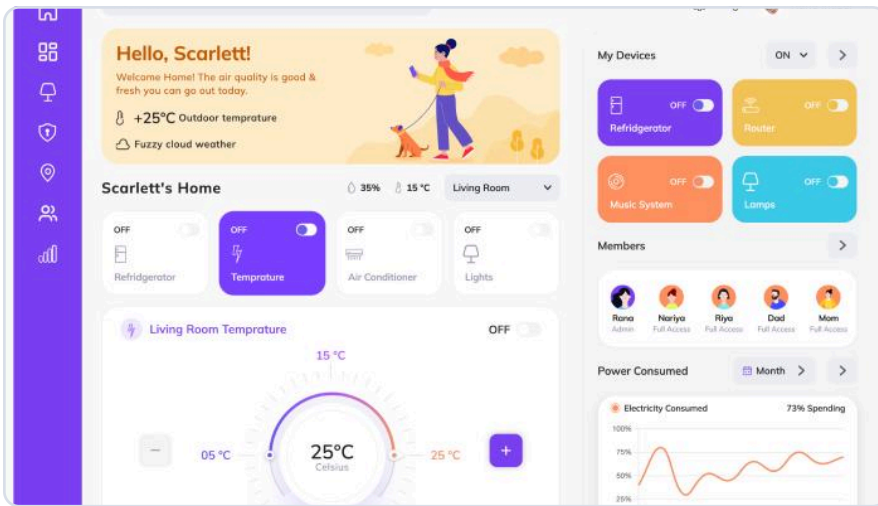 Hello, Scarlett!
Welcome Home! The air quality is good &
fresh you can go out today.
+25°C Outdoor temprature
Fuzzy cloud weather
Scarlett's Home
35%
15 °C
Living Room
OFF
Refridgerator
OFF
Temprature
OFF
Air Conditioner
OFF
Lights
Living Room Temprature
OFF
15 °C
05 °C
25°C
Celsius
25 °C
My Devices
ON
OFF
Refridgerator
OFF
Router
OFF
Music System
OFF
Lamps
Members
Rana
Admin
Nariya
Full Access
Riya
Full Access
Dad
Full Access
Mom
Full Access
Power Consumed
Month
Electricity Consumed
73% Spending
100%
75%
50%
25%